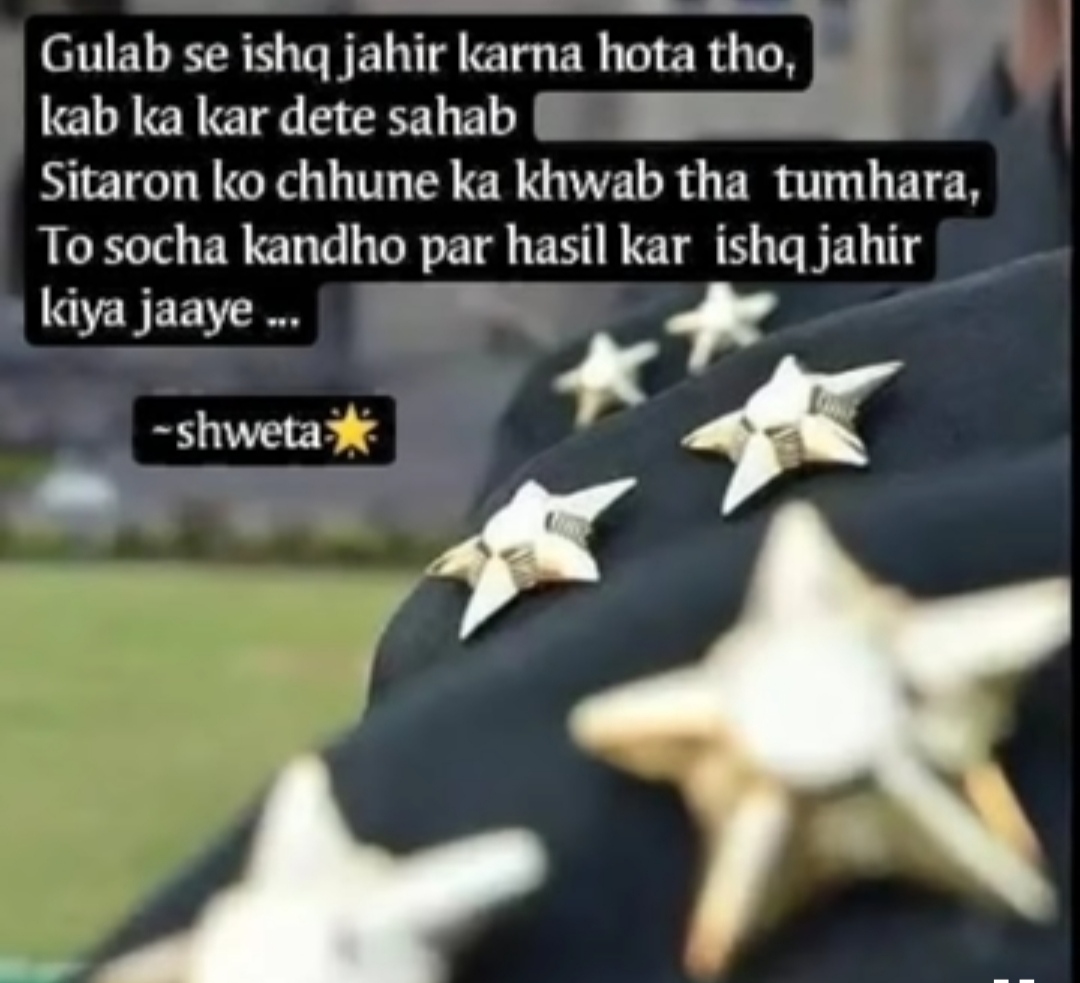 Gulab se ishq jahir karna hota tho,
kab ka kar dete sahab
Sitaron ko chhune ka khwab tha tumhara,
To socha kandho par hasil kar ishq jahir
kiya jaaye ...
~shweta🌟